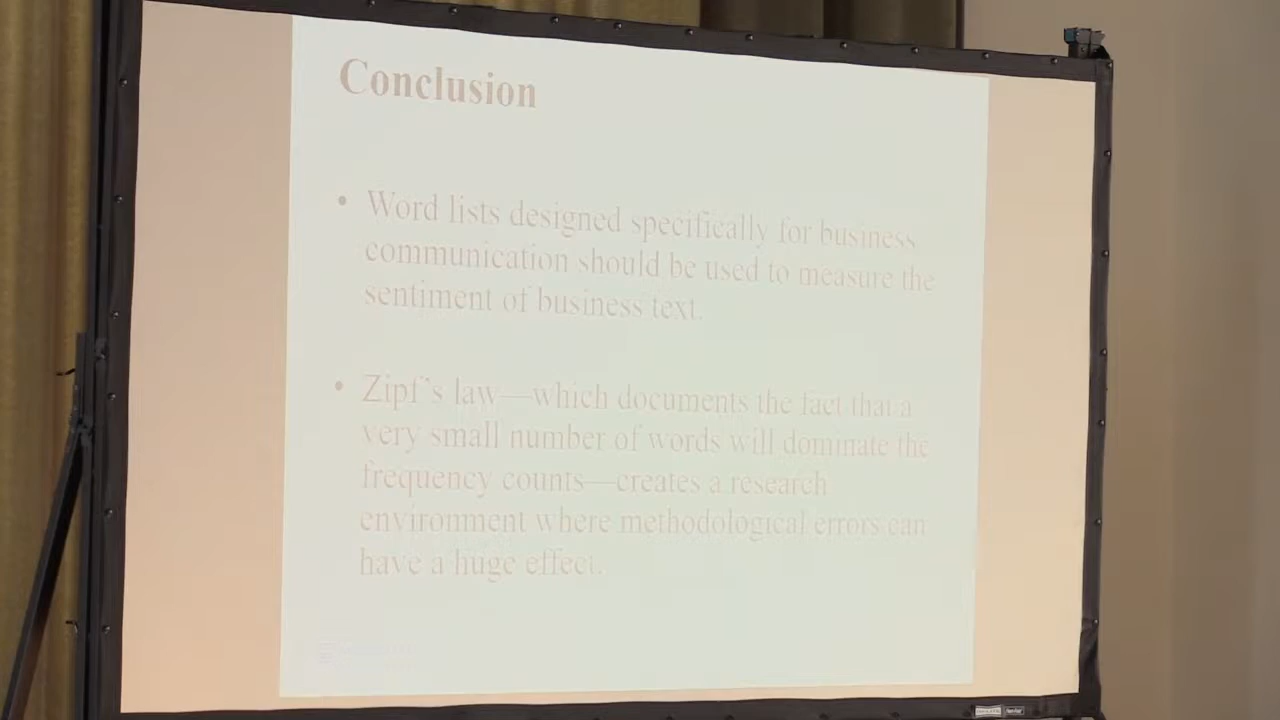 Conclusion
• Word lists designed specifically for business
communication should be used to measure the
sentiment of business text.
• Zipf's law—which documents the fact that a
very small number of words will dominate the
frequency counts—creates a research
environment where methodological errors can
have a huge effect.